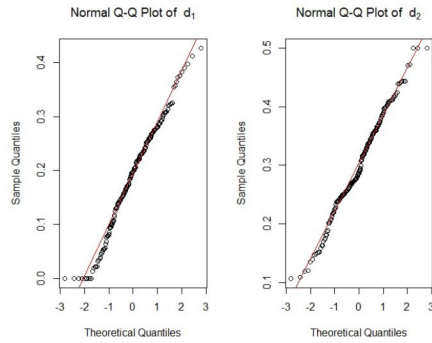 Normal Q-Q Plot of d1
Sample Quantiles
0.4
0.3
0.2
0.1
0.0
-3 -2 -1 0 1 2 3
Theoretical Quantiles
Normal Q-Q Plot of d2
Sample Quantiles
0.5
0.4
0.3
0.1
-3 -2 -1 0 1 2 3
Theoretical Quantiles